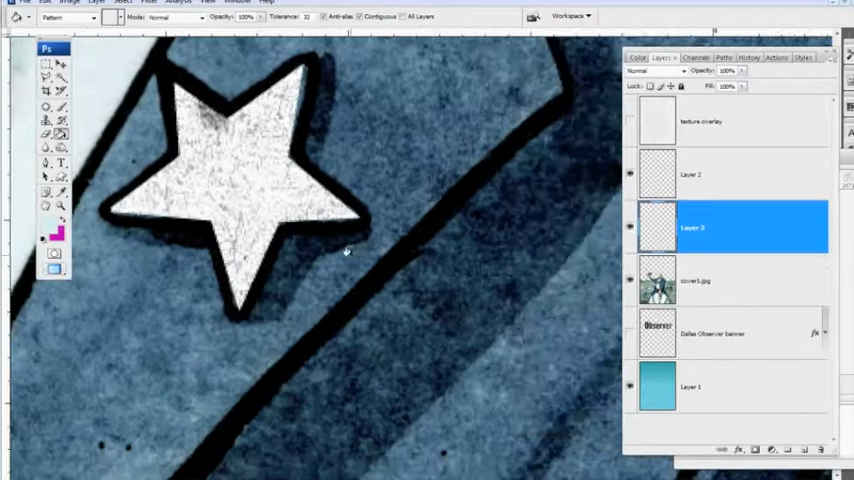 Edit Image Layer Select Filter Analysis View Window Help
Pattern Mode: Normal Opacity: 100% Tolerance: 32 Anti-alias Contiguous All Layers Workspace
Ps
Color Layers Channels Paths History Actions Styles
Normal Opacity: 100%
Lock: Fill: 100%
texture overlay
Layer 2
Layer 3
cover1.jpg
Observer
Dallas Observer banner fx
Layer 1
fx
T